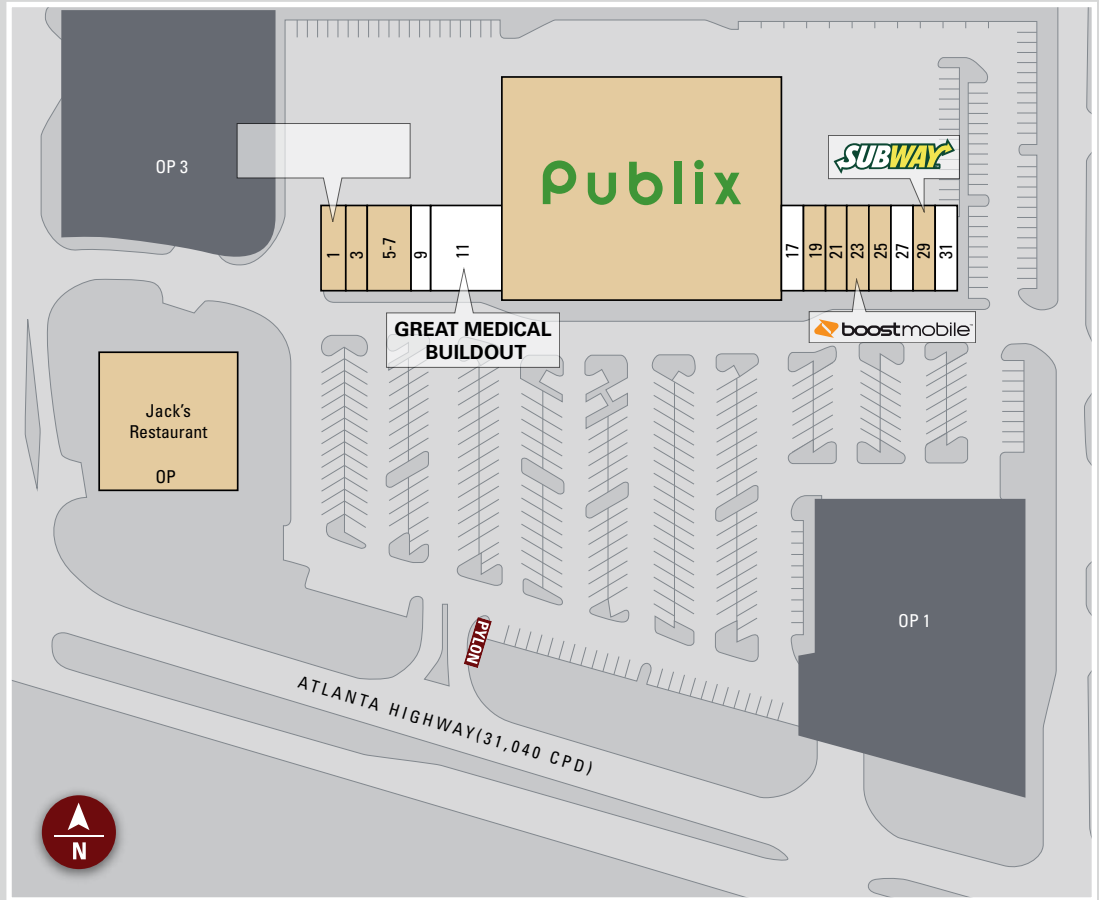 OP 3
Publix
SUBWAY
1
3
5-7
9
11
17
19
21
23
25
27
29
31
GREAT MEDICAL
BUILDOUT
boostmobile
Jack's
Restaurant
OP
OP 1
PYLON
ATLANTA HIGHWAY(31,040 CPD)
N